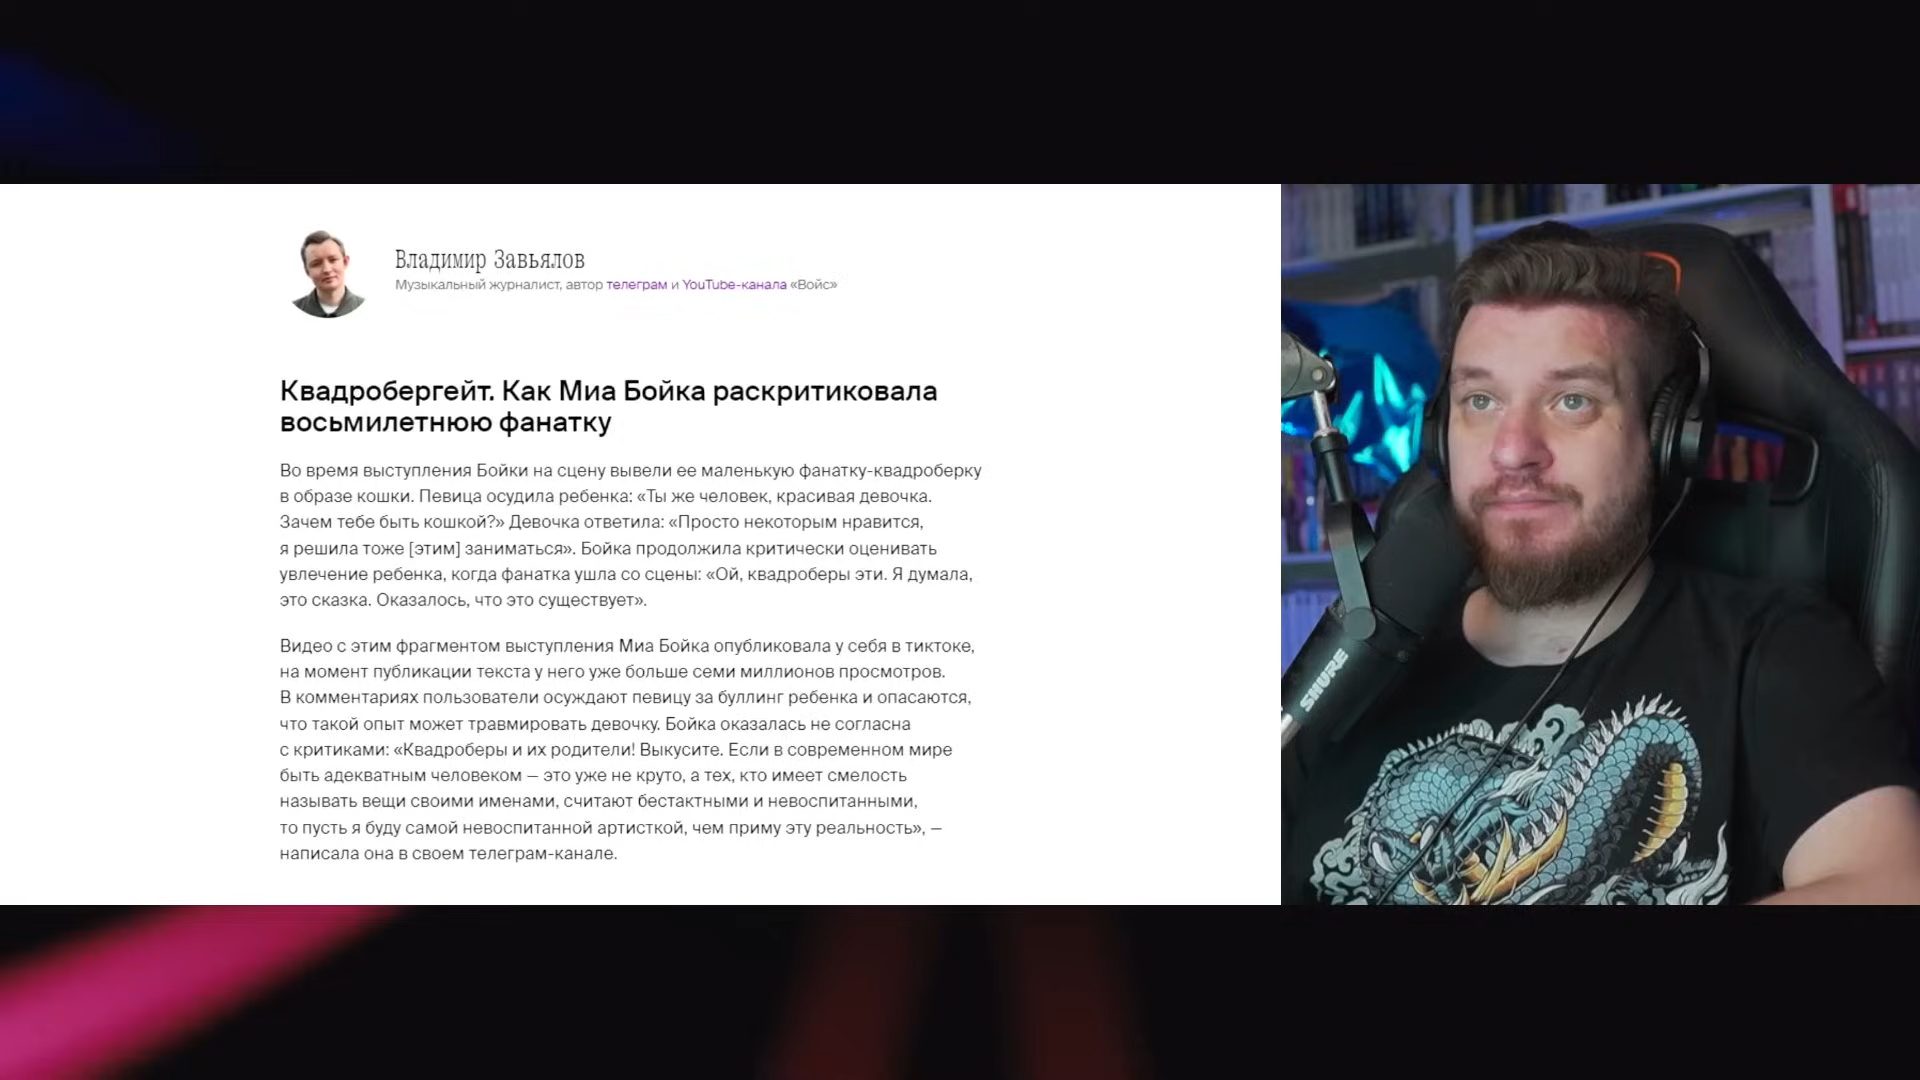 Владимир Завьялов
Музыкальный журналист, автор телеграм и YouTube-канала «Войс»
Квадробергейт. Как Миа Бойка раскритиковала
восьмилетнюю фанатку
Во время выступления Бойки на сцену вывели ее маленькую фанатку-квадроберку
в образе кошки. Певица осудила ребенка: «Ты же человек, красивая девочка.
Зачем тебе быть кошкой?» Девочка ответила: «Просто некоторым нравится,
я решила тоже [этим] заниматься». Бойка продолжила критически оценивать
увлечение ребенка, когда фанатка ушла со сцены: «Ой, квадроберы эти. Я думала,
это сказка. Оказалось, что это существует».
Видео с этим фрагментом выступления Миа Бойка опубликовала у себя в тиктоке,
на момент публикации текста у него уже больше семи миллионов просмотров.
В комментариях пользователи осуждают певицу за буллинг ребенка и опасаются,
что такой опыт может травмировать девочку. Бойка оказалась не согласна
с критиками: «Квадроберы и их родители! Выкусите. Если в современном мире
быть адекватным человеком — это уже не круто, а тех, кто имеет смелость
называть вещи своими именами, считают бестактными и невоспитанными,
то пусть я буду самой невоспитанной артисткой, чем приму эту реальность», —
написала она в своем телеграм-канале.
SHURE